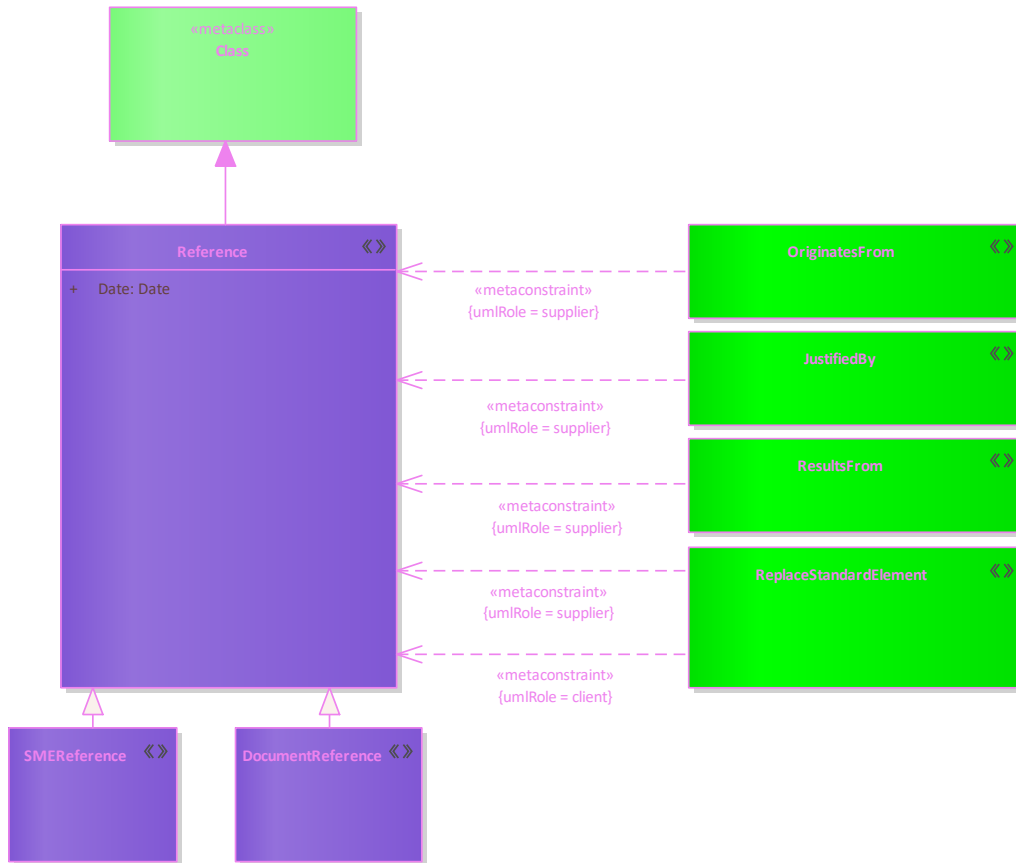 «metaclass»
Class
Reference
+ Date: Date
OriginatesFrom
«metaconstraint»
{umlRole = supplier}
JustifiedBy
«metaconstraint»
{umlRole = supplier}
ResultsFrom
«metaconstraint»
{umlRole = supplier}
ReplaceStandardElement
«metaconstraint»
{umlRole = supplier}
«metaconstraint»
{umlRole = client}
SMEReference
DocumentReference